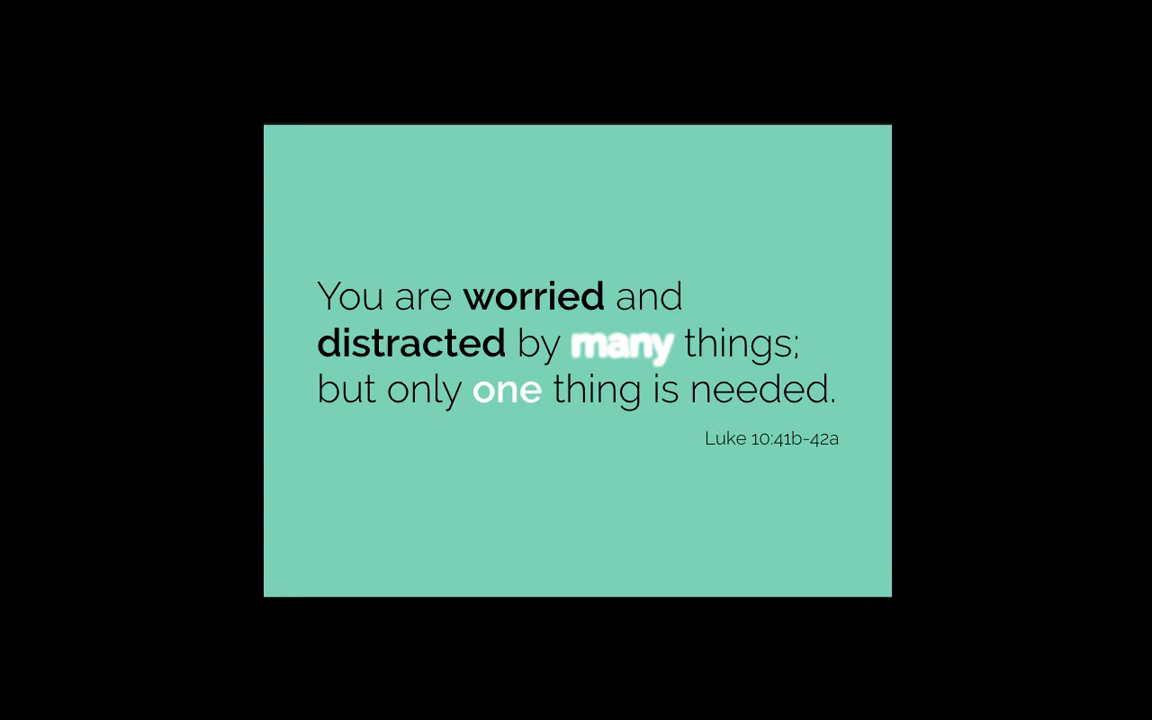 You are worried and
distracted by many things;
but only one thing is needed.
Luke 10:41b-42a